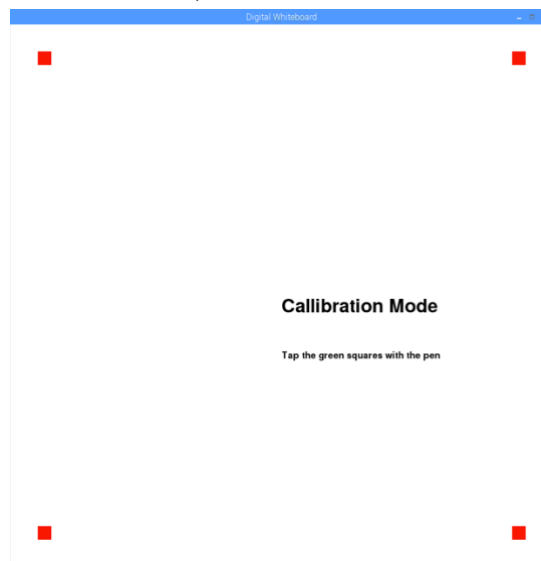 Digital Whiteboard
Callibration Mode
Tap the green squares with the pen